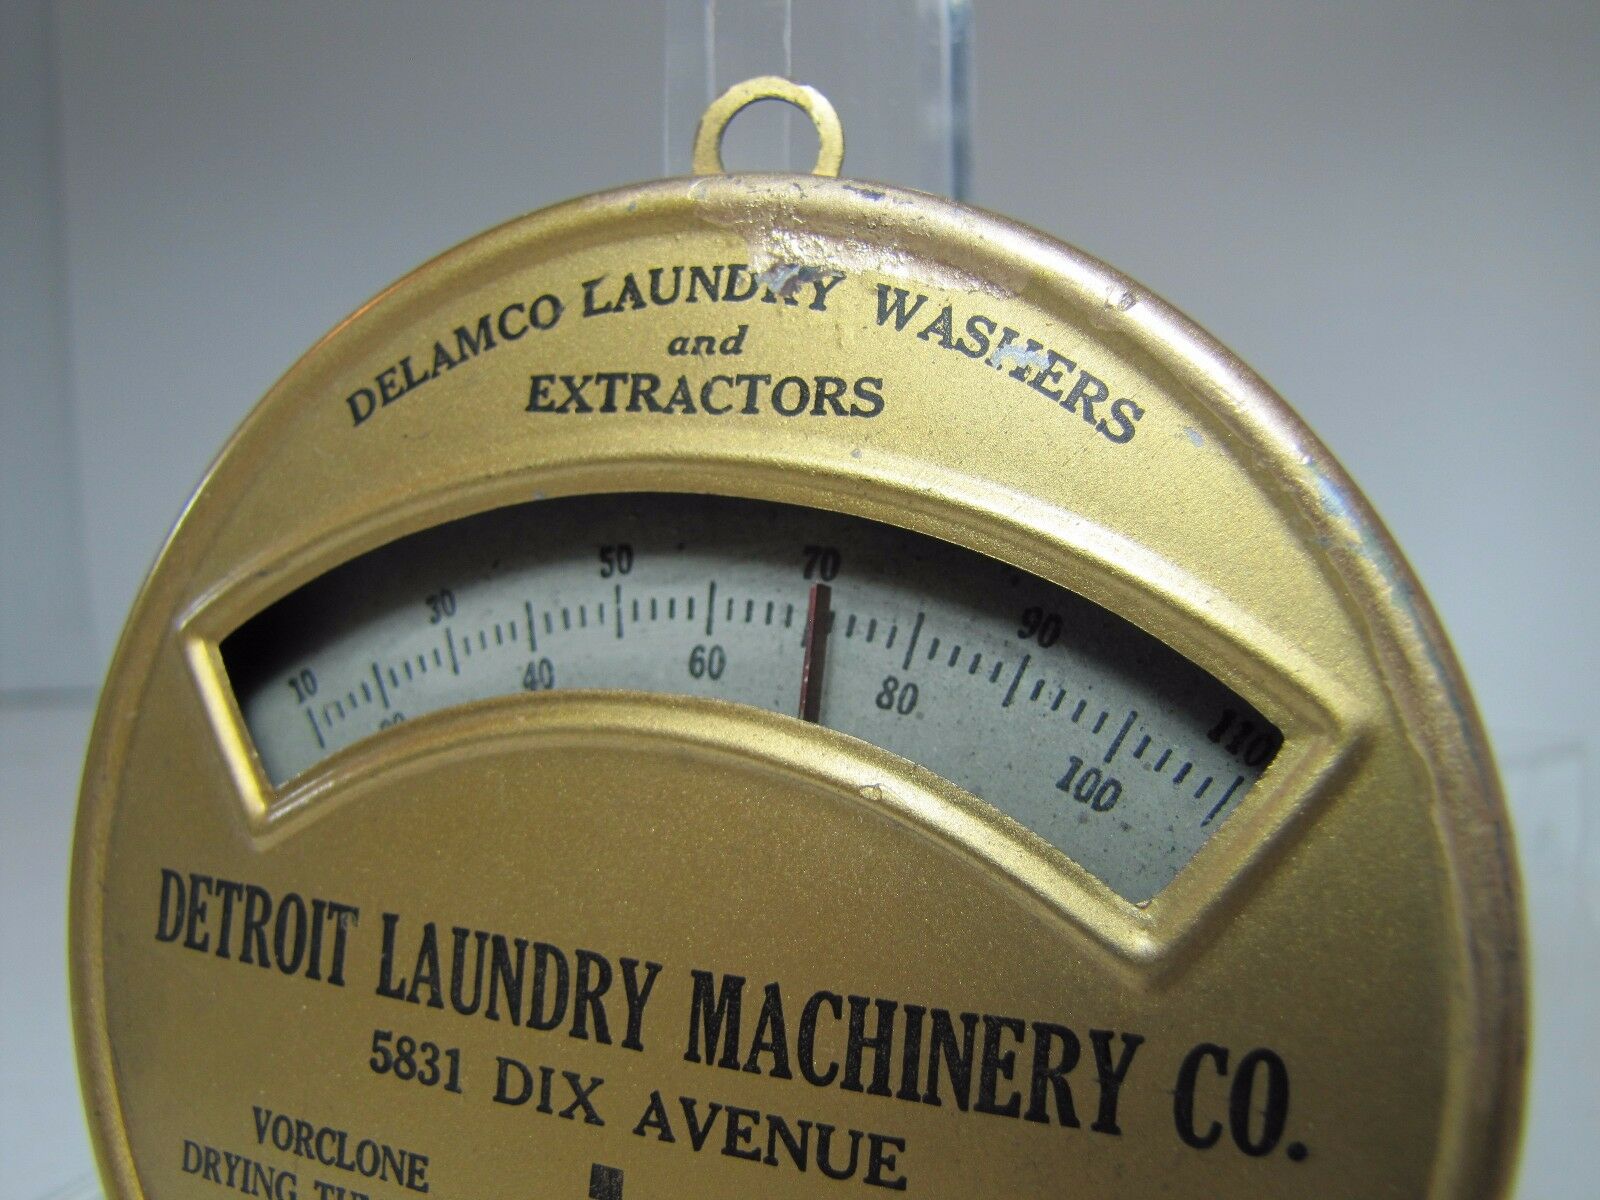 DELAMCO LAUNDRY WASHERS
and
EXTRACTORS
10 30 50 70 90 110
40 60 80 100
DETROIT LAUNDRY MACHINERY CO.
5831 DIX AVENUE
VORCLONE
DRYING